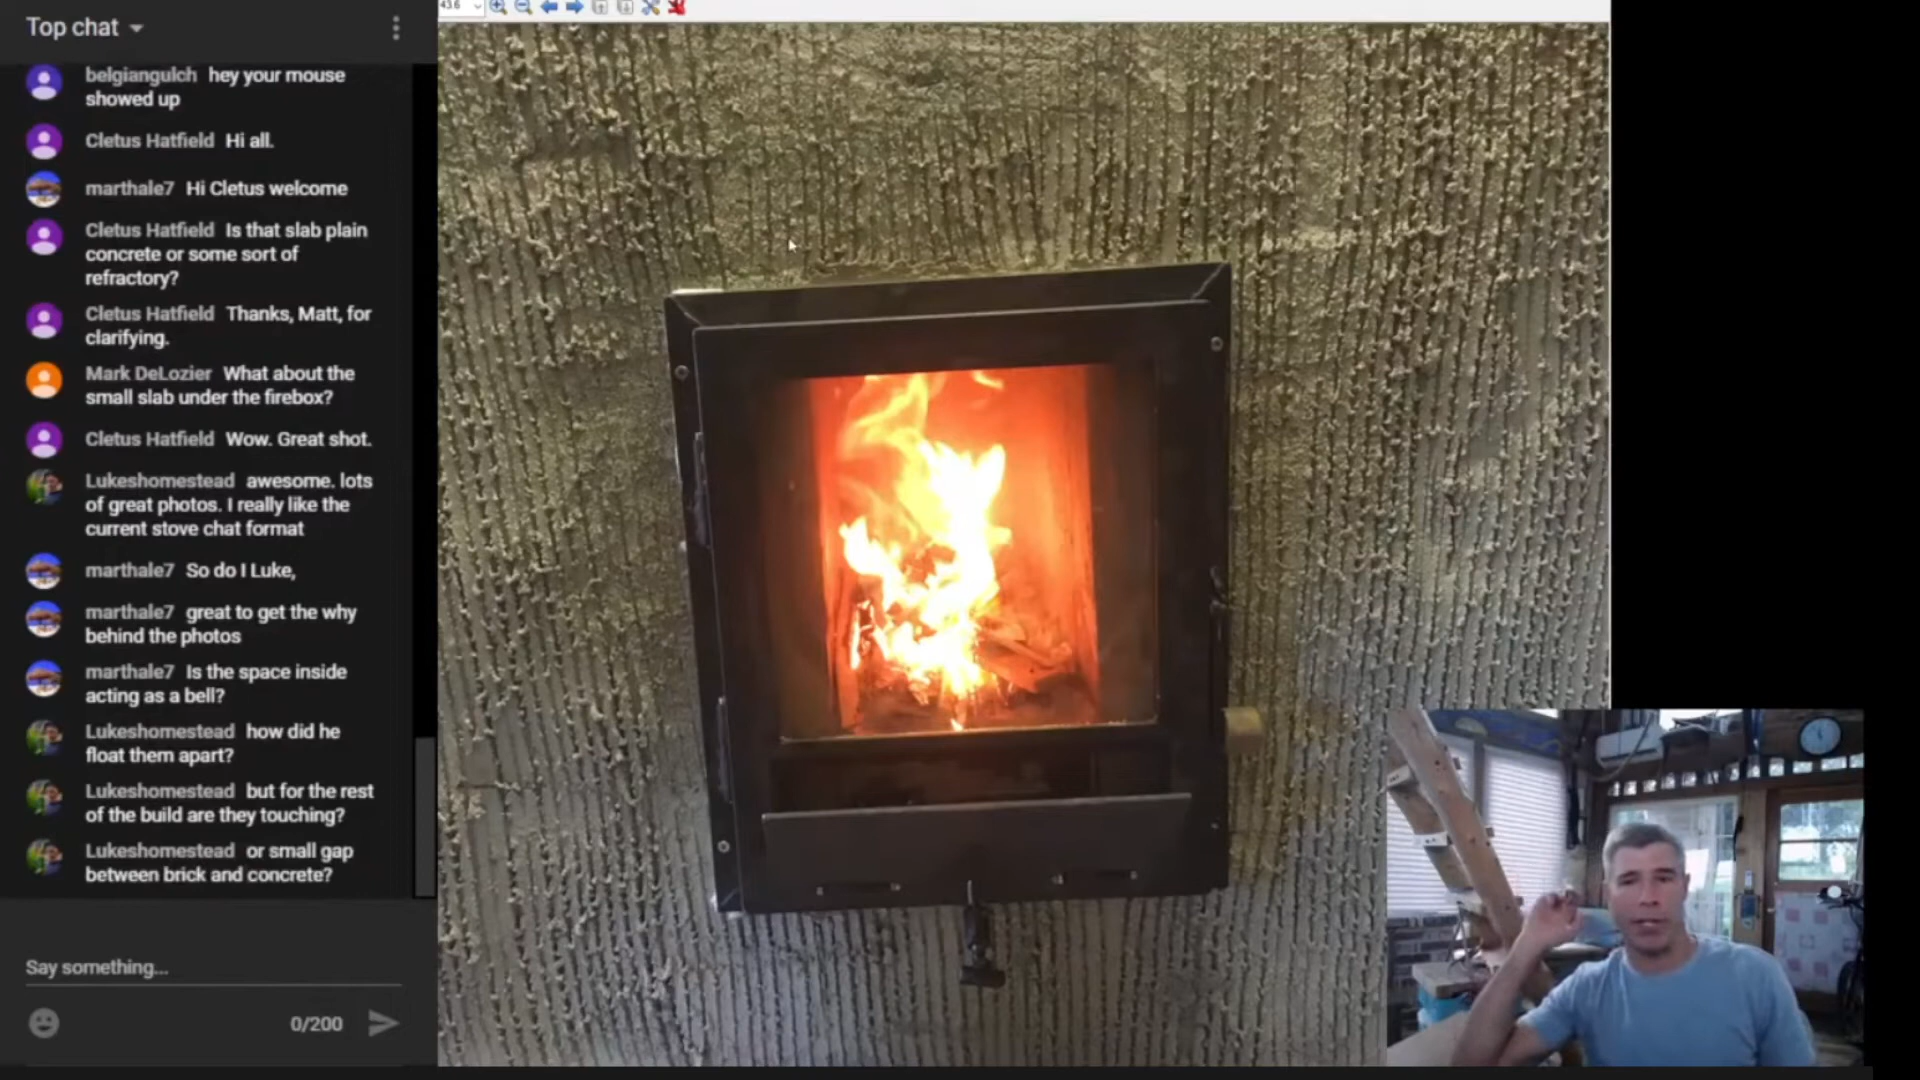 Top chat
43.6
belgiangulch hey your mouse
showed up
Cletus Hatfield Hi all.
marthale7 Hi Cletus welcome
Cletus Hatfield Is that slab plain
concrete or some sort of
refractory?
Cletus Hatfield Thanks, Matt, for
clarifying.
Mark DeLozier What about the
small slab under the firebox?
Cletus Hatfield Wow. Great shot.
Lukeshomestead awesome. lots
of great photos. I really like the
current stove chat format
marthale7 So do I Luke,
marthale7 great to get the why
behind the photos
marthale7 Is the space inside
acting as a bell?
Lukeshomestead how did he
float them apart?
Lukeshomestead but for the rest
of the build are they touching?
Lukeshomestead or small gap
between brick and concrete?
Say something...
0/200